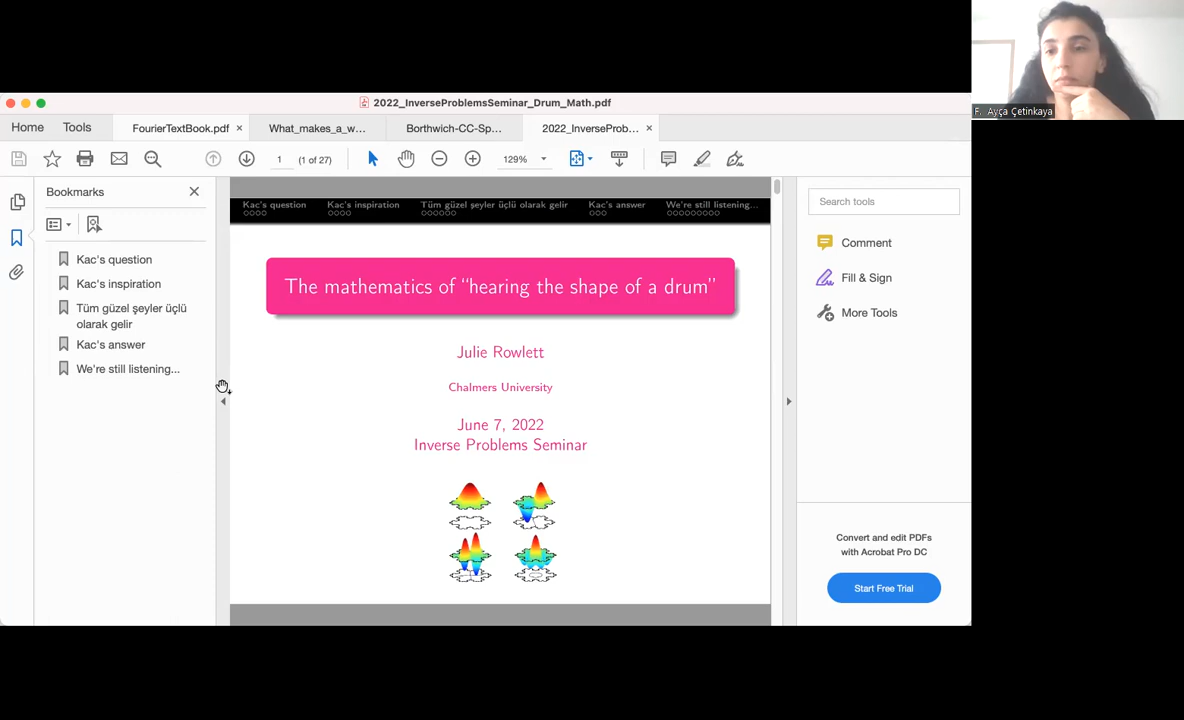 F. Ayça Çetinkaya
2022_InverseProblemsSeminar_Drum_Math.pdf
Home Tools FourierTextBook.pdf × What_makes_a_w... Borthwich-CC-Sp... 2022_InverseProb... ×
1 (1 of 27) 129%
Bookmarks
Kac's question
Kac's inspiration
Tüm güzel şeyler üçlü
olarak gelir
Kac's answer
We're still listening...
Kac's question Kac's inspiration Tüm güzel şeyler üçlü olarak gelir Kac's answer We're still listening...
The mathematics of “hearing the shape of a drum”
Julie Rowlett
Chalmers University
June 7, 2022
Inverse Problems Seminar
Search tools
Comment
Fill & Sign
More Tools
Convert and edit PDFs
with Acrobat Pro DC
Start Free Trial